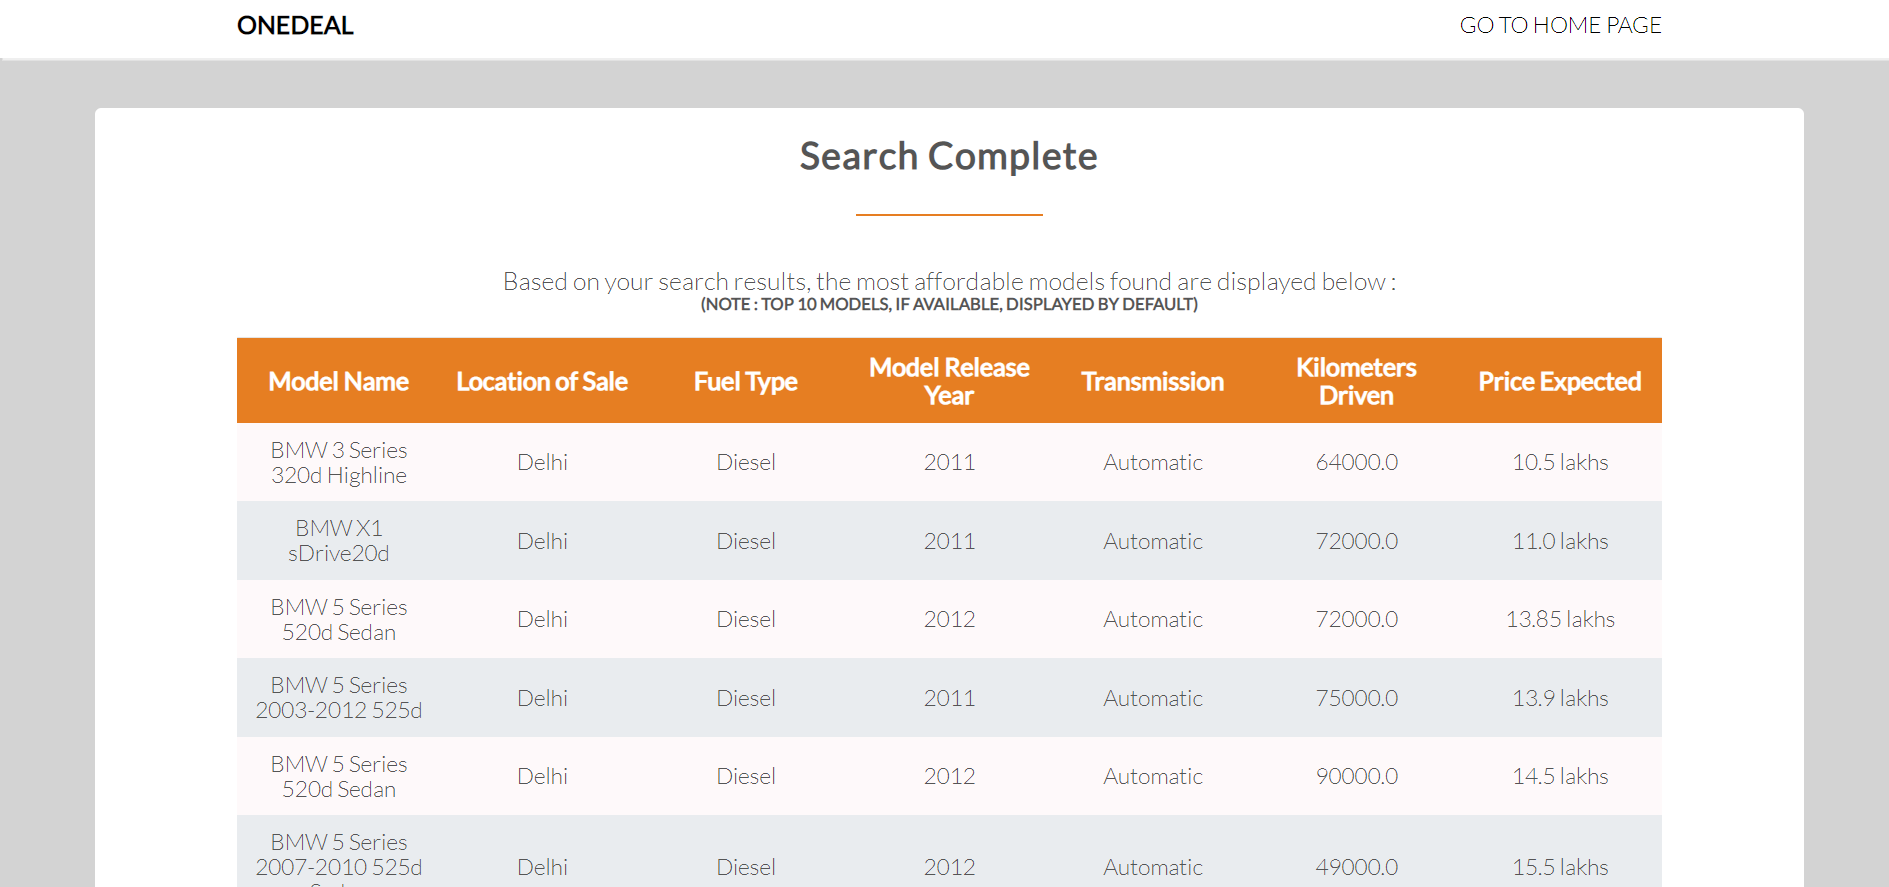 ONEDEAL GO TO HOME PAGE
Search Complete
Based on your search results, the most affordable models found are displayed below :
(NOTE : TOP 10 MODELS, IF AVAILABLE, DISPLAYED BY DEFAULT)
Model Name Location of Sale Fuel Type Model Release Year Transmission Kilometers Driven Price Expected
BMW 3 Series 320d Highline Delhi Diesel 2011 Automatic 64000.0 10.5 lakhs
BMW X1 sDrive20d Delhi Diesel 2011 Automatic 72000.0 11.0 lakhs
BMW 5 Series 520d Sedan Delhi Diesel 2012 Automatic 72000.0 13.85 lakhs
BMW 5 Series 2003-2012 525d Delhi Diesel 2011 Automatic 75000.0 13.9 lakhs
BMW 5 Series 520d Sedan Delhi Diesel 2012 Automatic 90000.0 14.5 lakhs
BMW 5 Series 2007-2010 525d Delhi Diesel 2012 Automatic 49000.0 15.5 lakhs